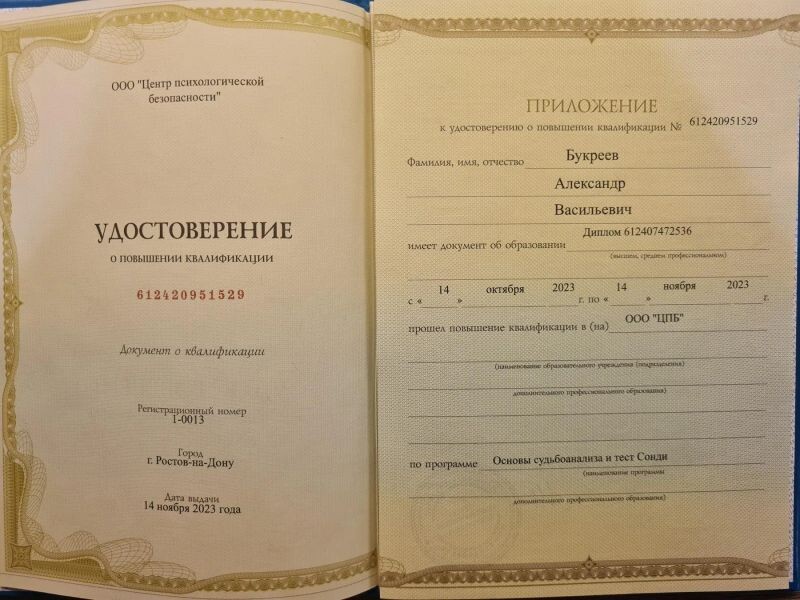 ООО "Центр психологической
безопасности"
УДОСТОВЕРЕНИЕ
О ПОВЫШЕНИИ КВАЛИФИКАЦИИ
612420951529
Документ о квалификации
Регистрационный номер
1-0013
Город
г. Ростов-на-Дону
Дата выдачи
14 ноября 2023 года
ПРИЛОЖЕНИЕ
к удостоверению о повышении квалификации № 612420951529
Фамилия, имя, отчество Букреев
Александр
Васильевич
имеет документ об образовании Диплом 612407472536
(высшем, среднем профессиональном)
с « 14 » октября 2023 г. по « 14 » ноября 2023 г.
прошел повышение квалификации в (на) ООО "ЦПБ"
(наименование образовательного учреждения (подразделения)
дополнительного профессионального образования)
по программе Основы судьбоанализа и тест Сонди
(наименование программы
дополнительного профессионального образования)